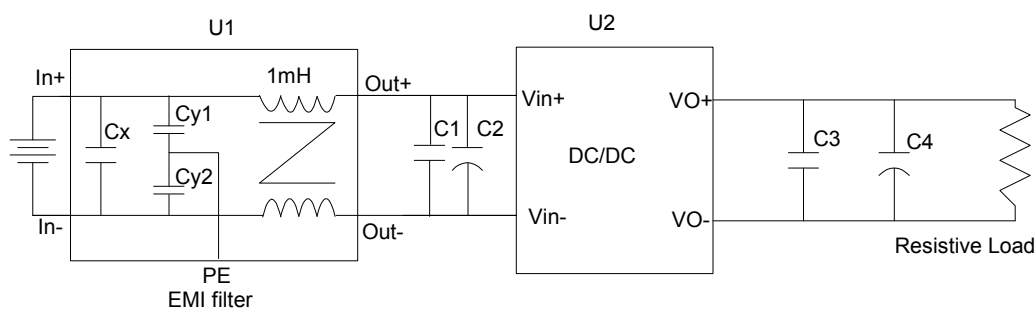 U1
U2
In+
1mH
Out+
Cx
Cy1
Cy2
C1
C2
Vin+
VO+
DC/DC
C3
C4
Vin-
VO-
In-
Out-
Resistive Load
PE
EMI filter